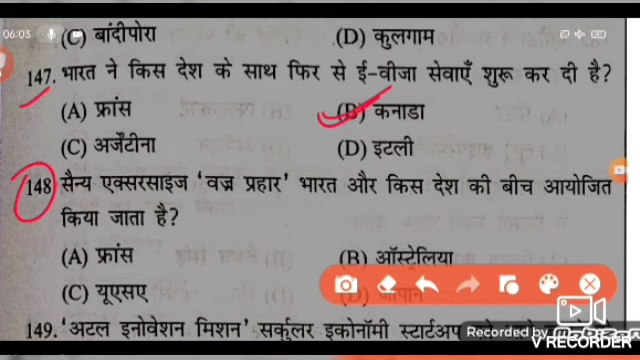 06:03
(C) बांदीपोरा (D) कुलगाम
147. भारत ने किस देश के साथ फिर से ई-वीजा सेवाएँ शुरू कर दी है?
(A) फ्रांस (B) कनाडा
(C) अर्जेंटीना (D) इटली
148 सैन्य एक्सरसाइज 'वज्र प्रहार' भारत और किस देश की बीच आयोजित
किया जाता है?
(A) फ्रांस (B) ऑस्ट्रेलिया
(C) यूएसए (D) जापान
149. 'अटल इनोवेशन मिशन' सर्कुलर इकोनॉमी स्टार्टअप
Recorded by
V RECORDER